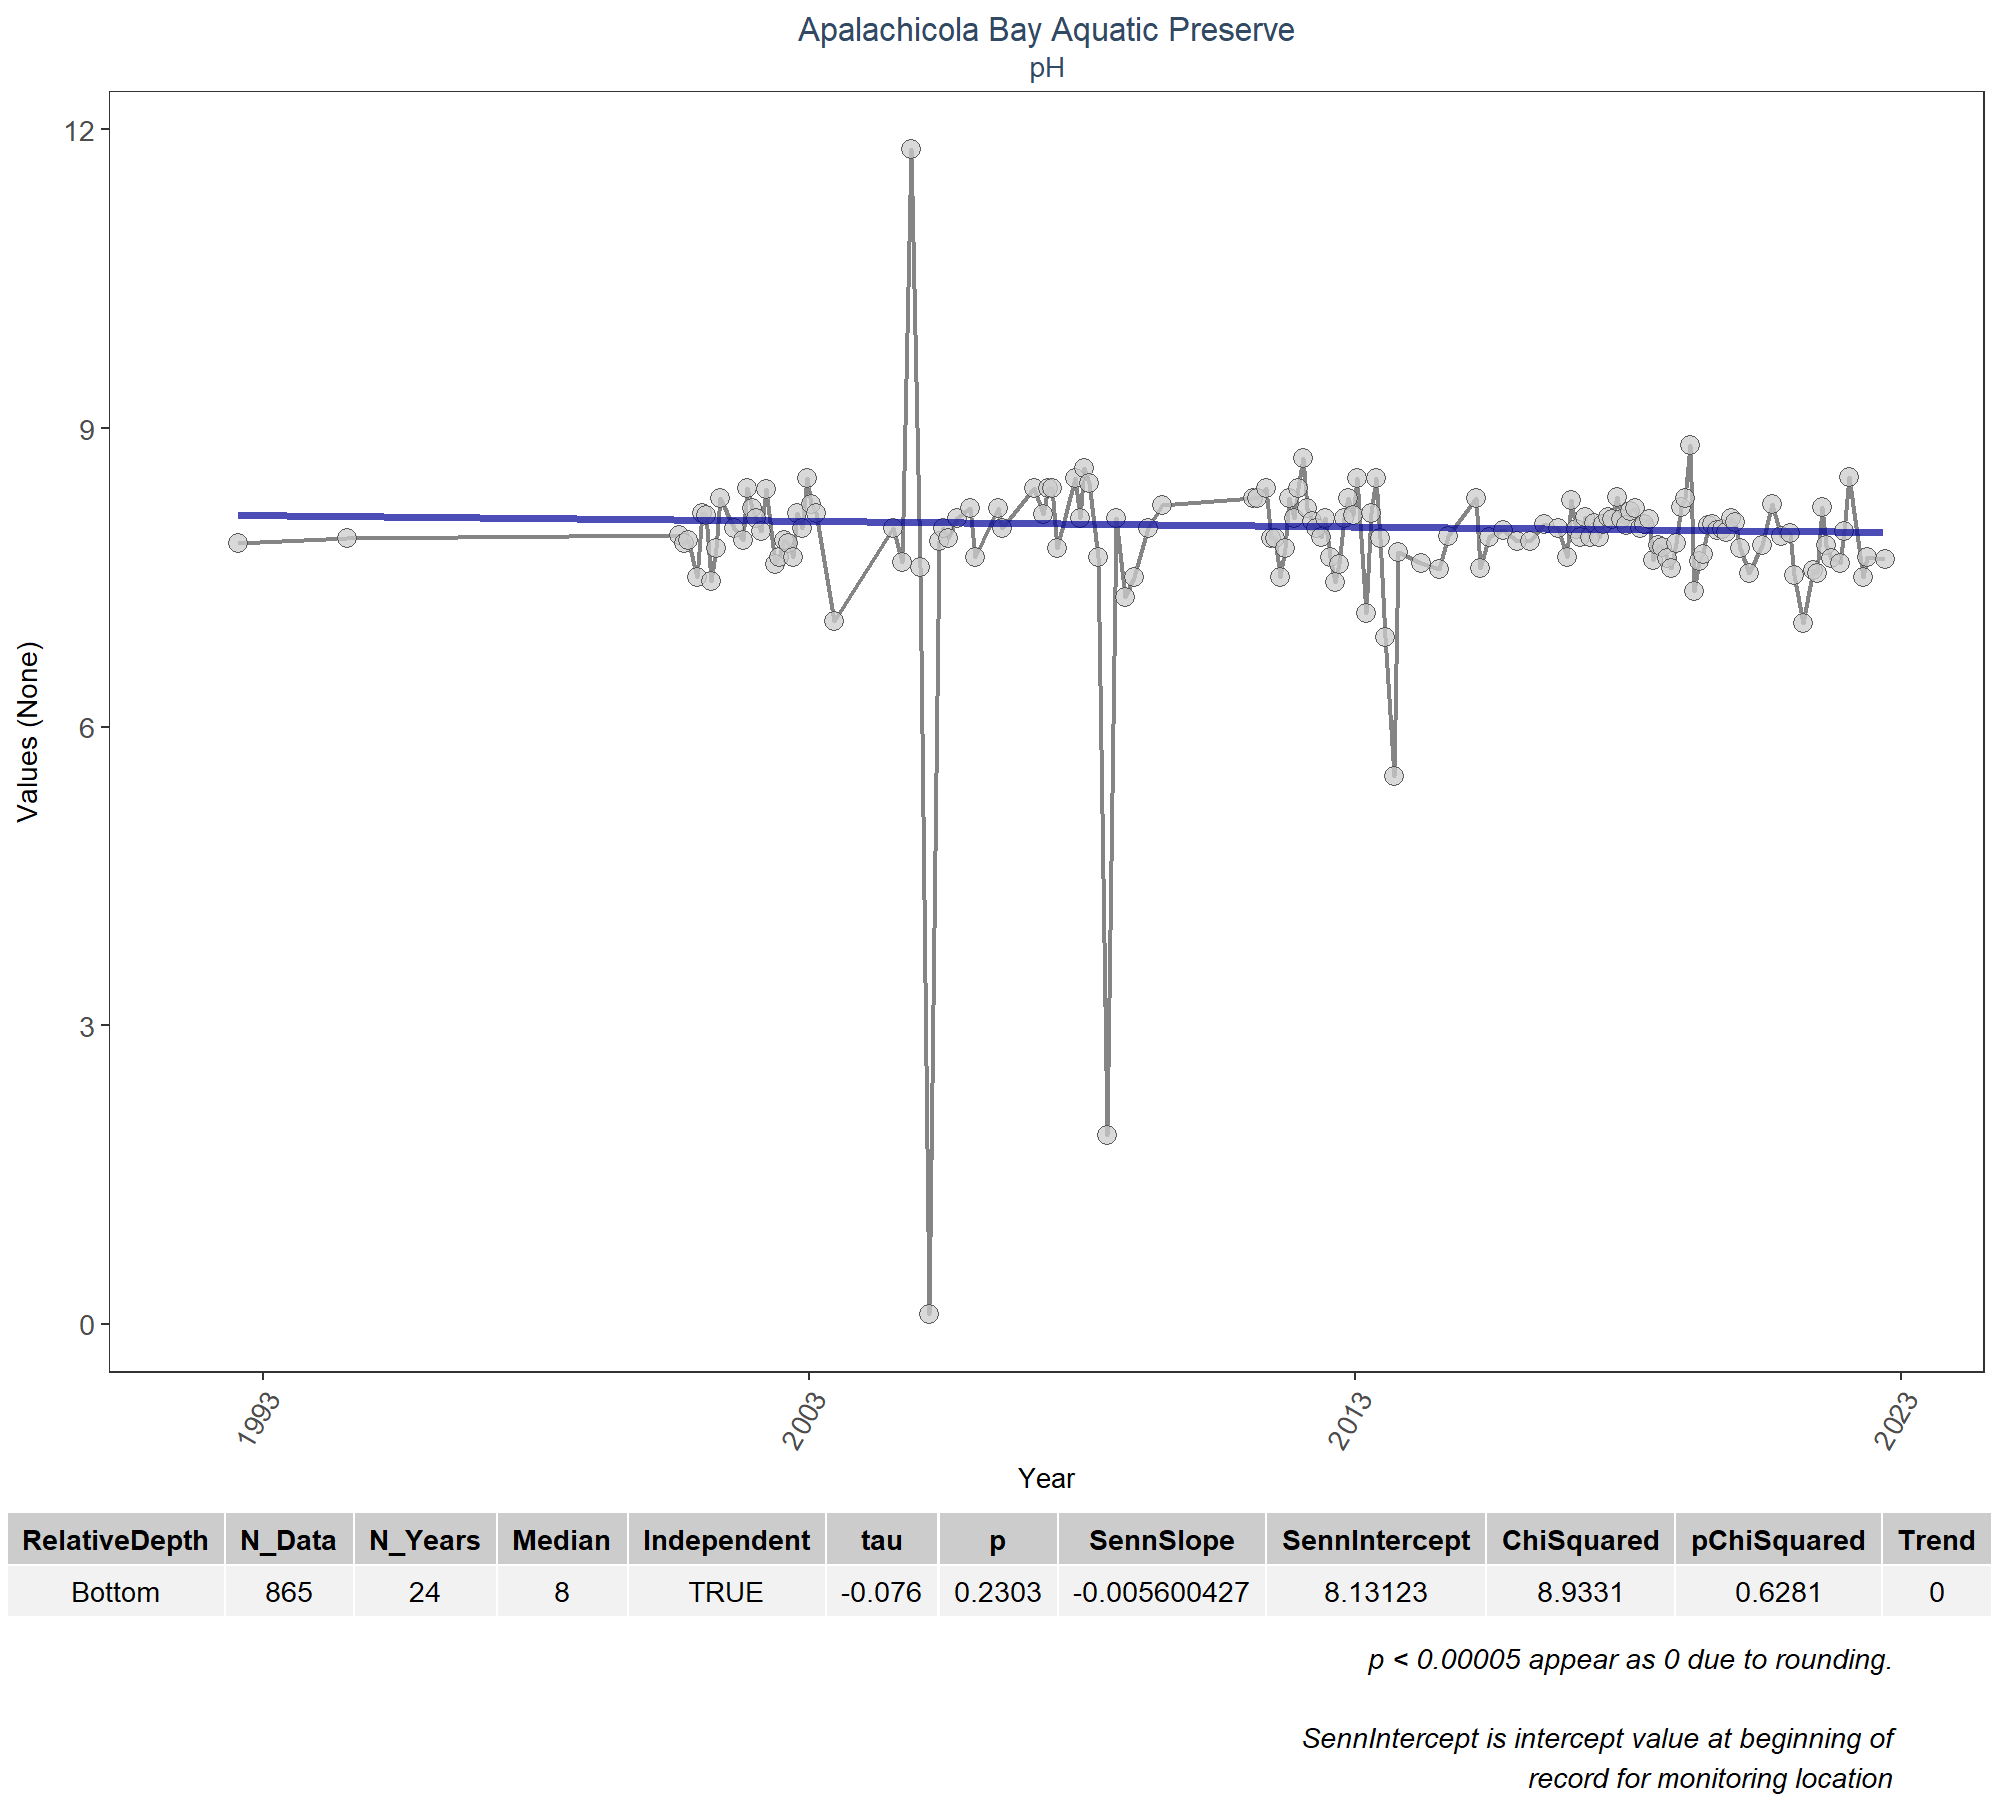 Apalachicola Bay Aquatic Preserve
pH
12
9
6
3
0
Values (None)
1993
2003
2013
2023
Year
RelativeDepth N_Data N_Years Median Independent tau p SennSlope SennIntercept ChiSquared pChiSquared Trend
Bottom 865 24 8 TRUE -0.076 0.2303 -0.005600427 8.13123 8.9331 0.6281 0
p < 0.00005 appear as 0 due to rounding.
SennIntercept is intercept value at beginning of
record for monitoring location